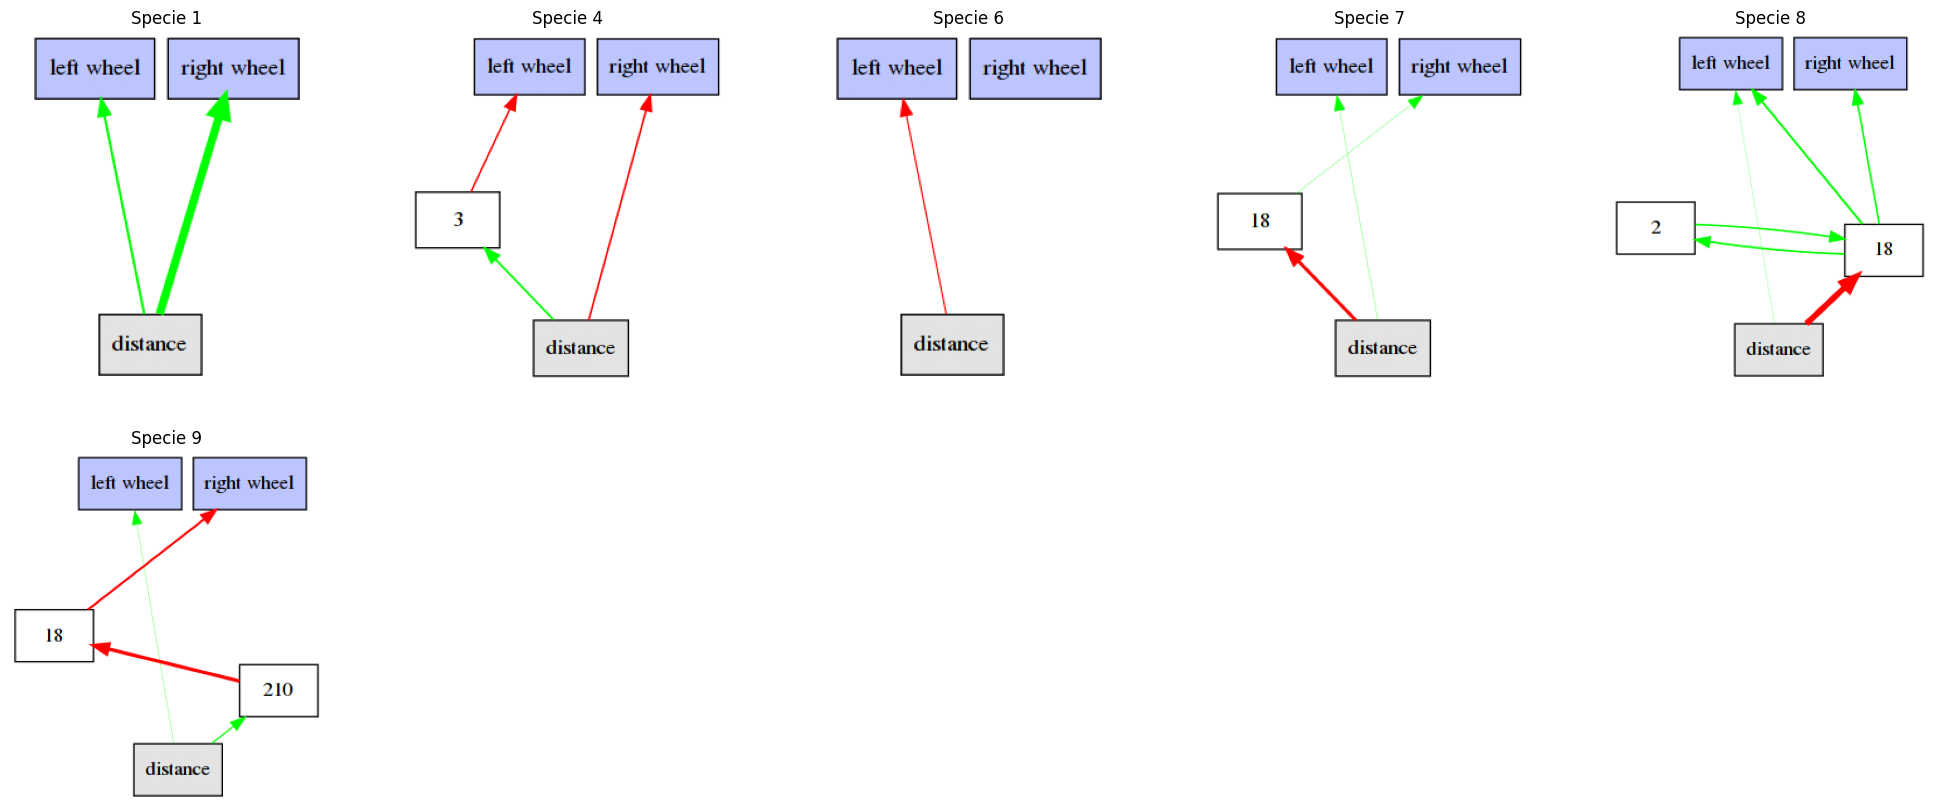 Specie 1
left wheel
right wheel
distance
Specie 4
left wheel
right wheel
3
distance
Specie 6
left wheel
right wheel
distance
Specie 7
left wheel
right wheel
18
distance
Specie 8
left wheel
right wheel
2
18
distance
Specie 9
left wheel
right wheel
18
210
distance